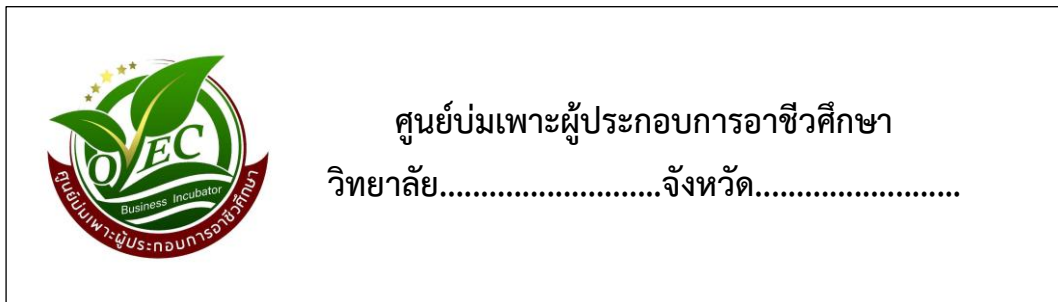 OVEC
Business Incubator
ศูนย์บ่มเพาะผู้ประกอบการอาชีวศึกษา
ศูนย์บ่มเพาะผู้ประกอบการอาชีวศึกษา
วิทยาลัย..........................จังหวัด........................